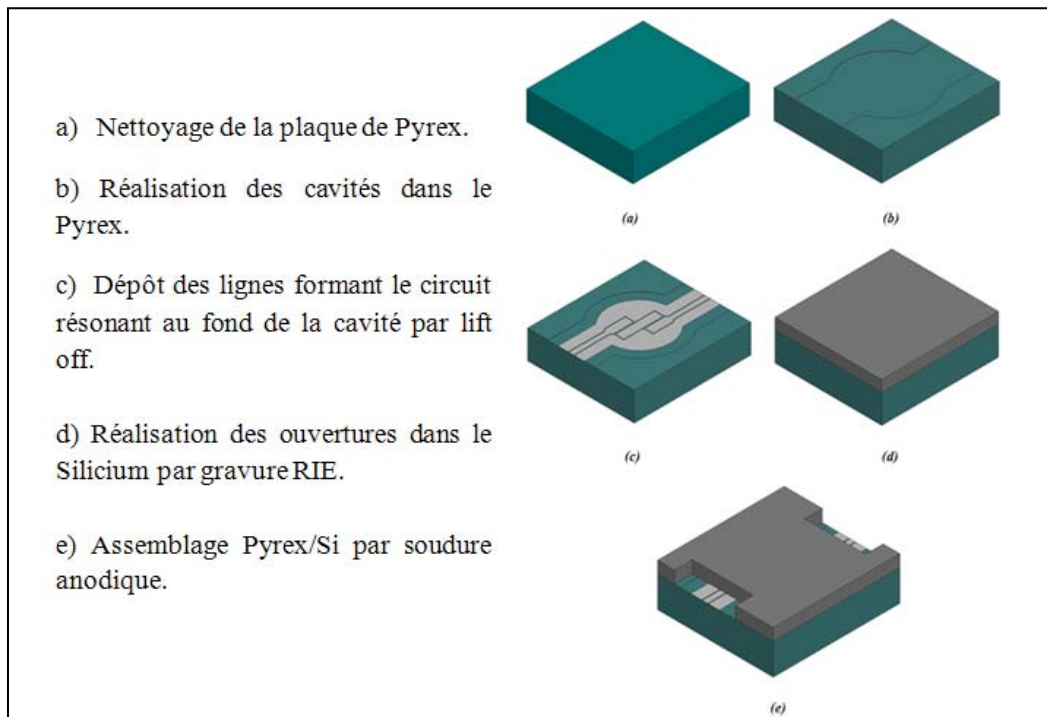 a) Nettoyage de la plaque de Pyrex.
b) Réalisation des cavités dans le
Pyrex.
c) Dépôt des lignes formant le circuit
résonant au fond de la cavité par lift
off.
d) Réalisation des ouvertures dans le
Silicium par gravure RIE.
e) Assemblage Pyrex/Si par soudure
anodique.
(a)
(b)
(c)
(d)
(e)